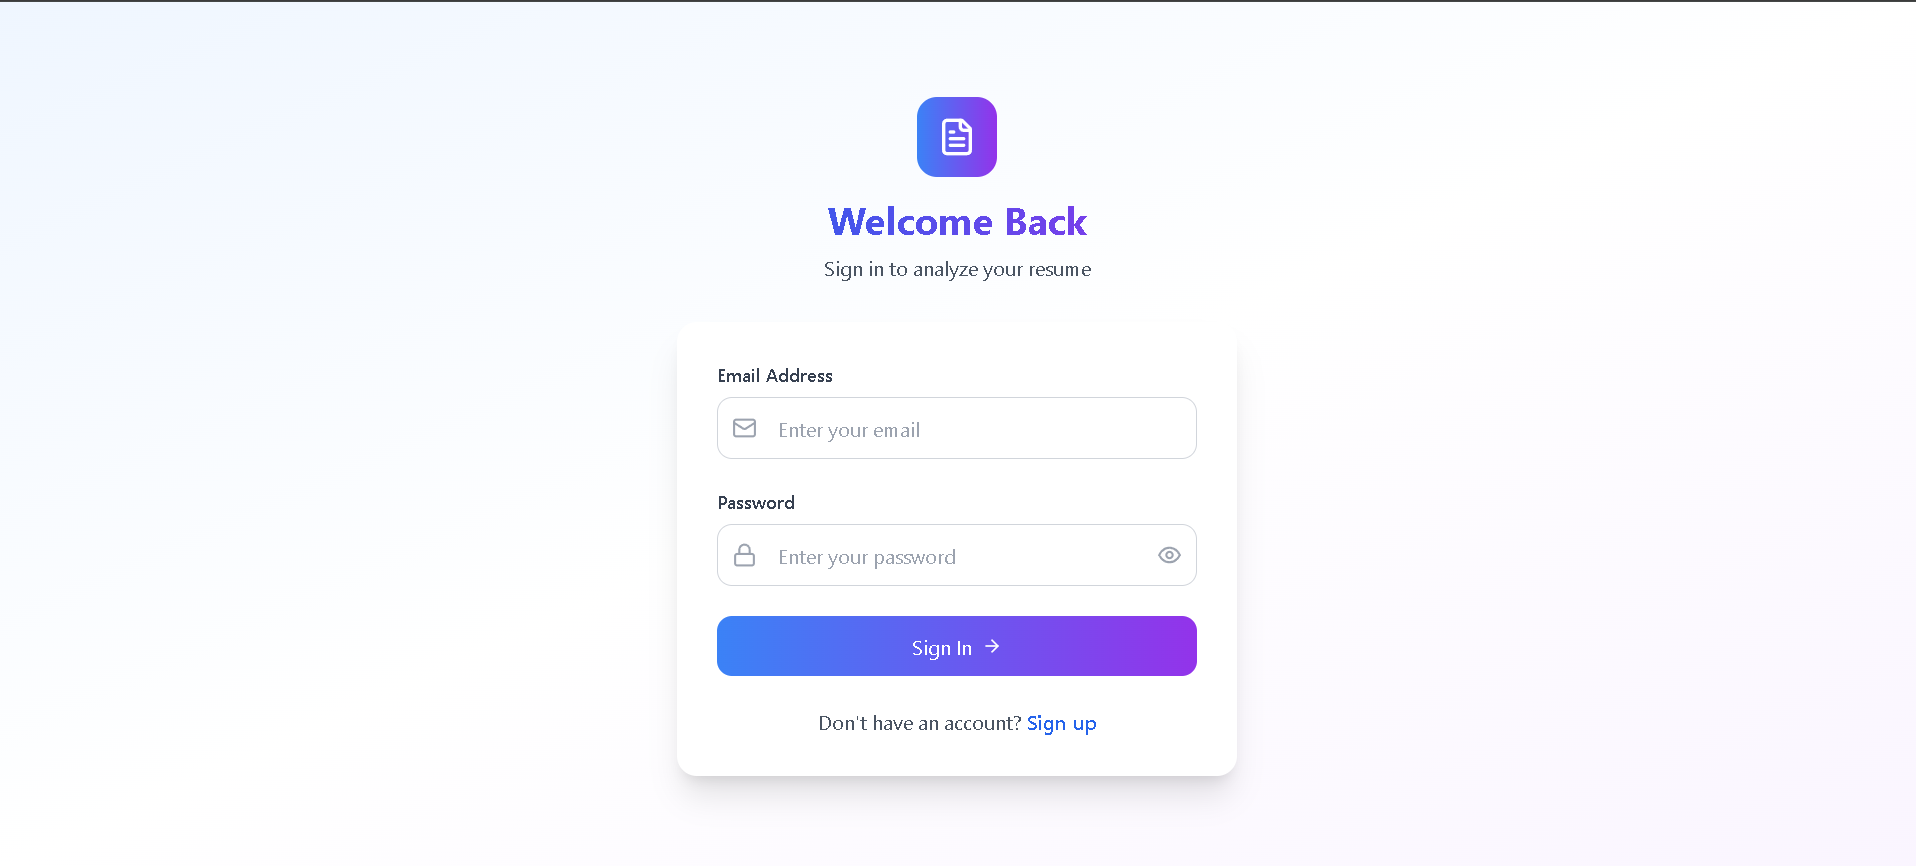 Welcome Back
Sign in to analyze your resume
Email Address
Enter your email
Password
Enter your password
Sign In
Don't have an account? Sign up